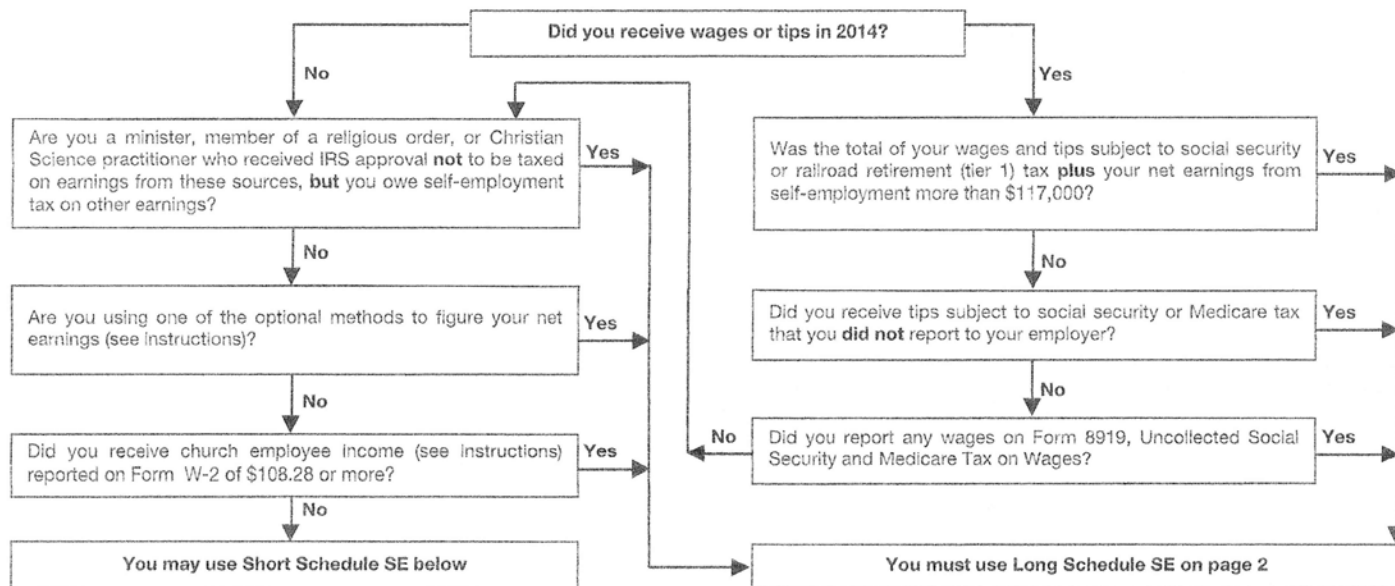 Did you receive wages or tips in 2014?
No
Yes
Are you a minister, member of a religious order, or Christian
Science practitioner who received IRS approval not to be taxed
on earnings from these sources, but you owe self-employment
tax on other earnings?
Yes
Was the total of your wages and tips subject to social security
or railroad retirement (tier 1) tax plus your net earnings from
self-employment more than $117,000?
Yes
No
No
Are you using one of the optional methods to figure your net
earnings (see instructions)?
Yes
Did you receive tips subject to social security or Medicare tax
that you did not report to your employer?
Yes
No
No
Did you receive church employee income (see instructions)
reported on Form W-2 of $108.28 or more?
Yes
No
Did you report any wages on Form 8919, Uncollected Social
Security and Medicare Tax on Wages?
Yes
No
You may use Short Schedule SE below
You must use Long Schedule SE on page 2